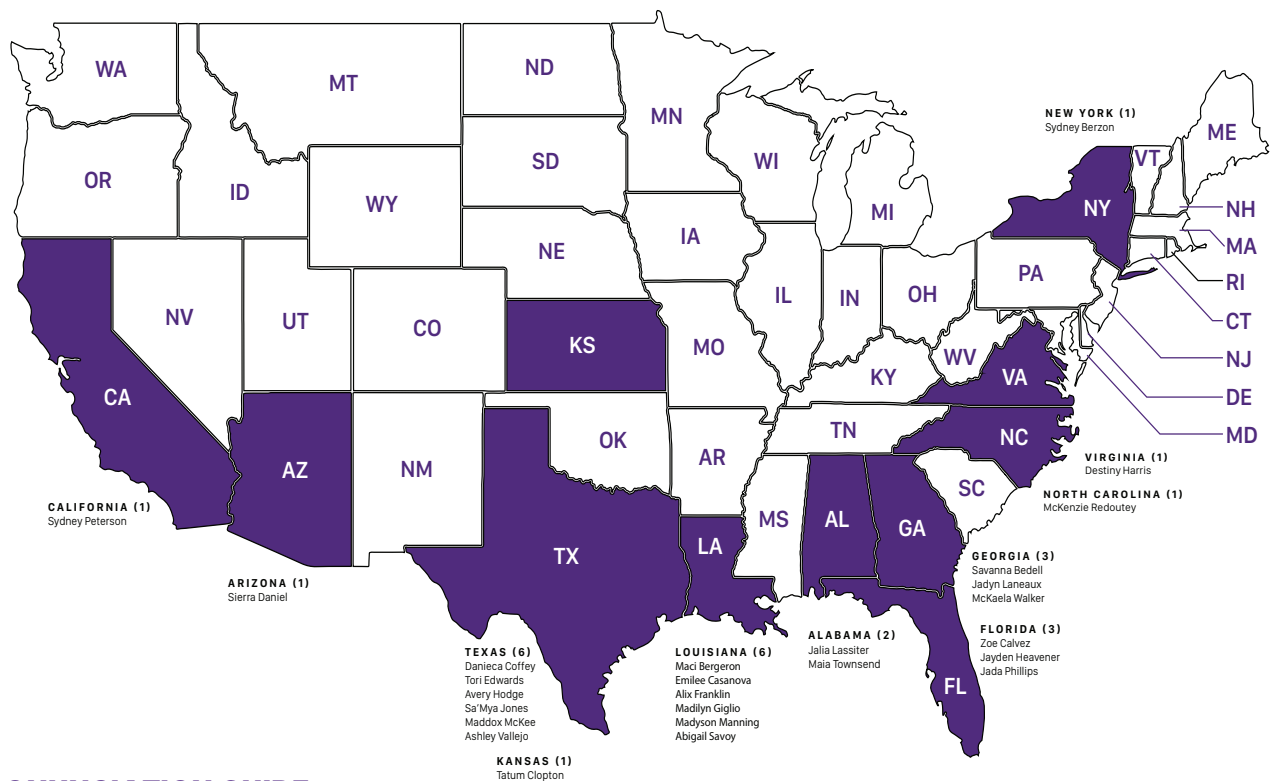 WA
MT
ND
MN
OR
ID
WY
SD
WI
MI
NE
IA
NV
UT
CO
KS
MO
IL
IN
OH
PA
NY
VT
ME
NH
MA
RI
CT
NJ
DE
MD
CA
AZ
NM
OK
TX
AR
LA
MS
AL
GA
TN
KY
WV
VA
NC
SC
FL
NEW YORK (1)
Sydney Berzon
VIRGINIA (1)
Destiny Harris
NORTH CAROLINA (1)
McKenzie Redoutey
GEORGIA (3)
Savanna Bedell
Jadyn Laneaux
McKaela Walker
FLORIDA (3)
Zoe Calvez
Jayden Heavener
Jada Phillips
CALIFORNIA (1)
Sydney Peterson
ARIZONA (1)
Sierra Daniel
TEXAS (6)
Danieca Coffey
Tori Edwards
Avery Hodge
Sa'Mya Jones
Maddox McKee
Ashley Vallejo
LOUISIANA (6)
Maci Bergeron
Emilee Casanova
Alix Franklin
Madilyn Giglio
Madyson Manning
Abigail Savoy
ALABAMA (2)
Jalia Lassiter
Maia Townsend
KANSAS (1)
Tatum Clopton